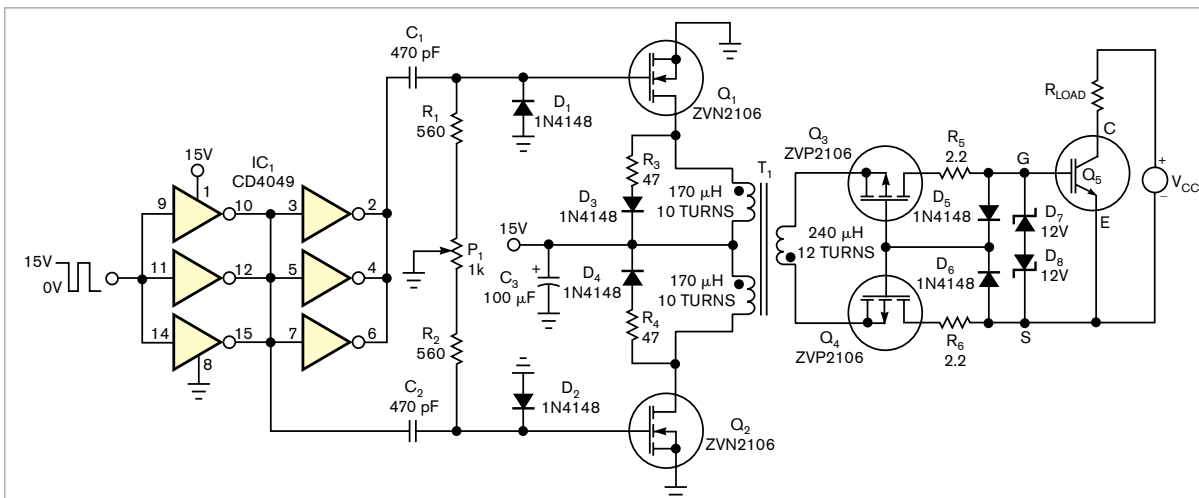 C1
470 pF
R1
560
D1
1N4148
Q1
ZVN2106
15V
IC1
CD4049
1
9
10
3
2
11
12
5
4
14
15
7
6
8
15V
0V
P1
1k
R2
560
C2
470 pF
D2
1N4148
R3
47
D3
1N4148
15V
+
C3
100 µF
D4
1N4148
R4
47
Q2
ZVN2106
T1
170 µH
10 TURNS
170 µH
10 TURNS
240 µH
12 TURNS
Q3
ZVP2106
Q4
ZVP2106
R5
2.2
D5
1N4148
D6
1N4148
R6
2.2
G
S
D7
12V
D8
12V
RLOAD
C
Q5
E
+
VCC
−